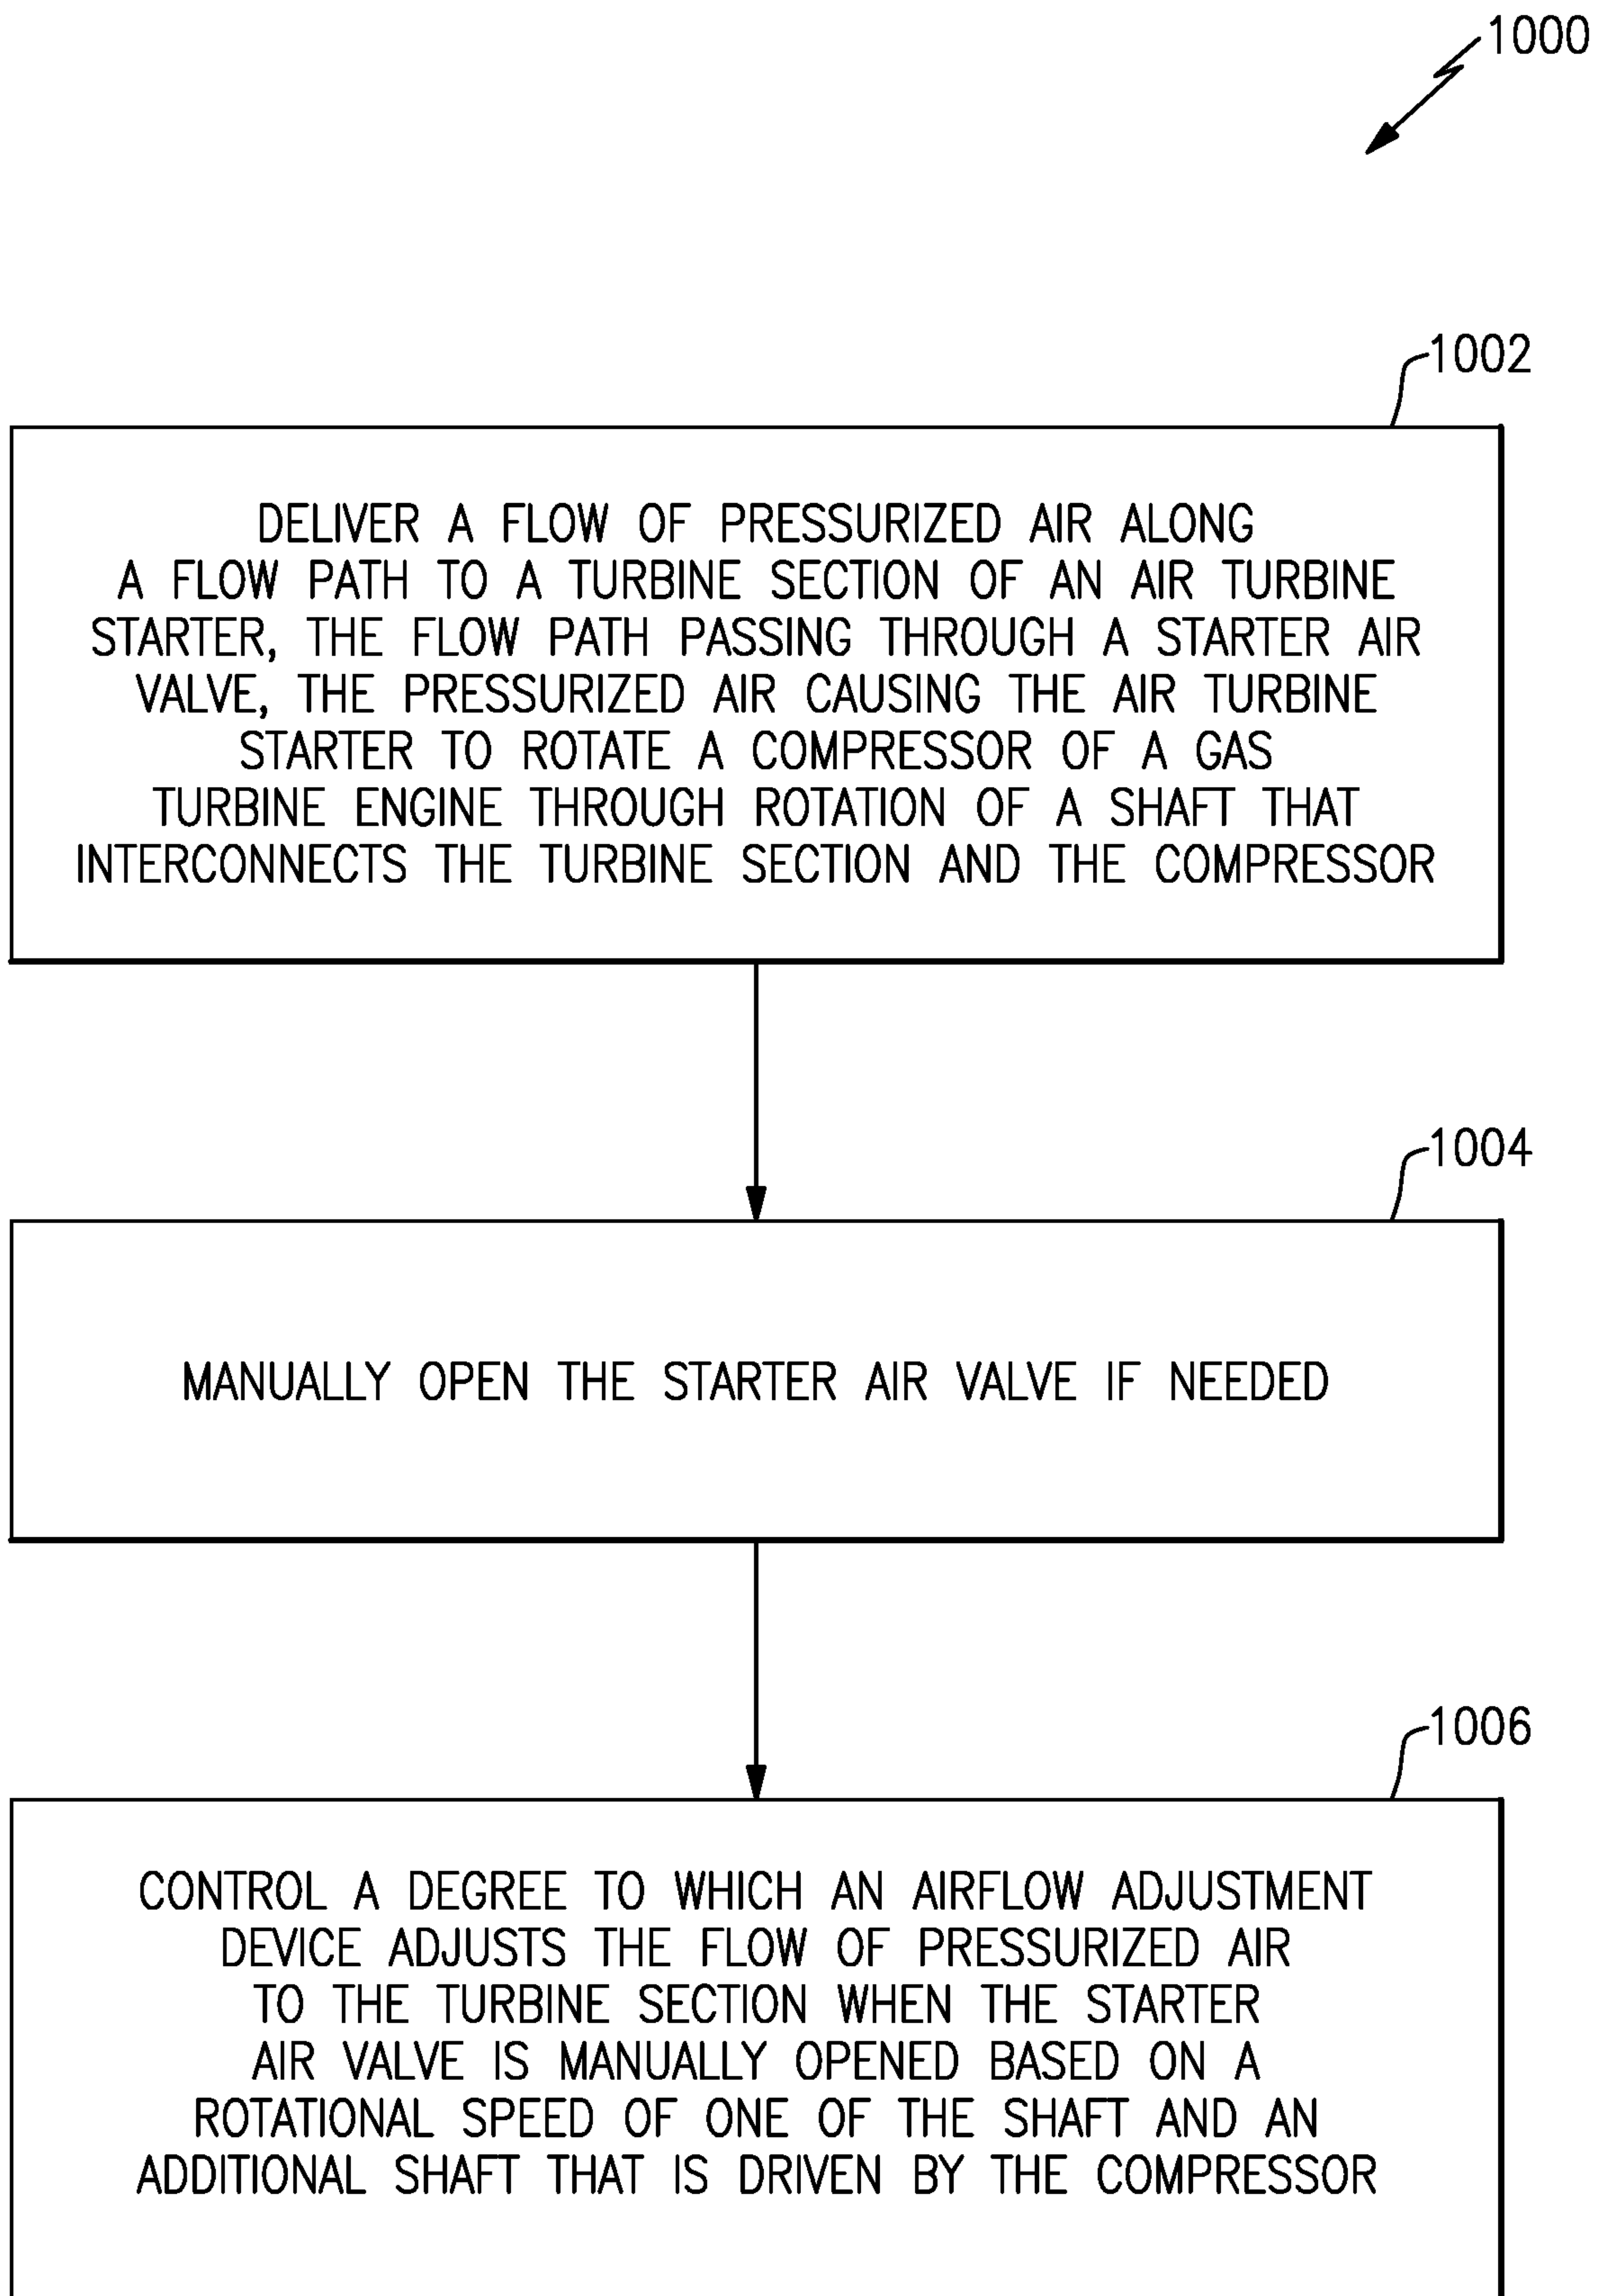 1000
1002
DELIVER A FLOW OF PRESSURIZED AIR ALONG
A FLOW PATH TO A TURBINE SECTION OF AN AIR TURBINE
STARTER, THE FLOW PATH PASSING THROUGH A STARTER AIR
VALVE, THE PRESSURIZED AIR CAUSING THE AIR TURBINE
STARTER TO ROTATE A COMPRESSOR OF A GAS
TURBINE ENGINE THROUGH ROTATION OF A SHAFT THAT
INTERCONNECTS THE TURBINE SECTION AND THE COMPRESSOR
1004
MANUALLY OPEN THE STARTER AIR VALVE IF NEEDED
1006
CONTROL A DEGREE TO WHICH AN AIRFLOW ADJUSTMENT
DEVICE ADJUSTS THE FLOW OF PRESSURIZED AIR
TO THE TURBINE SECTION WHEN THE STARTER
AIR VALVE IS MANUALLY OPENED BASED ON A
ROTATIONAL SPEED OF ONE OF THE SHAFT AND AN
ADDITIONAL SHAFT THAT IS DRIVEN BY THE COMPRESSOR